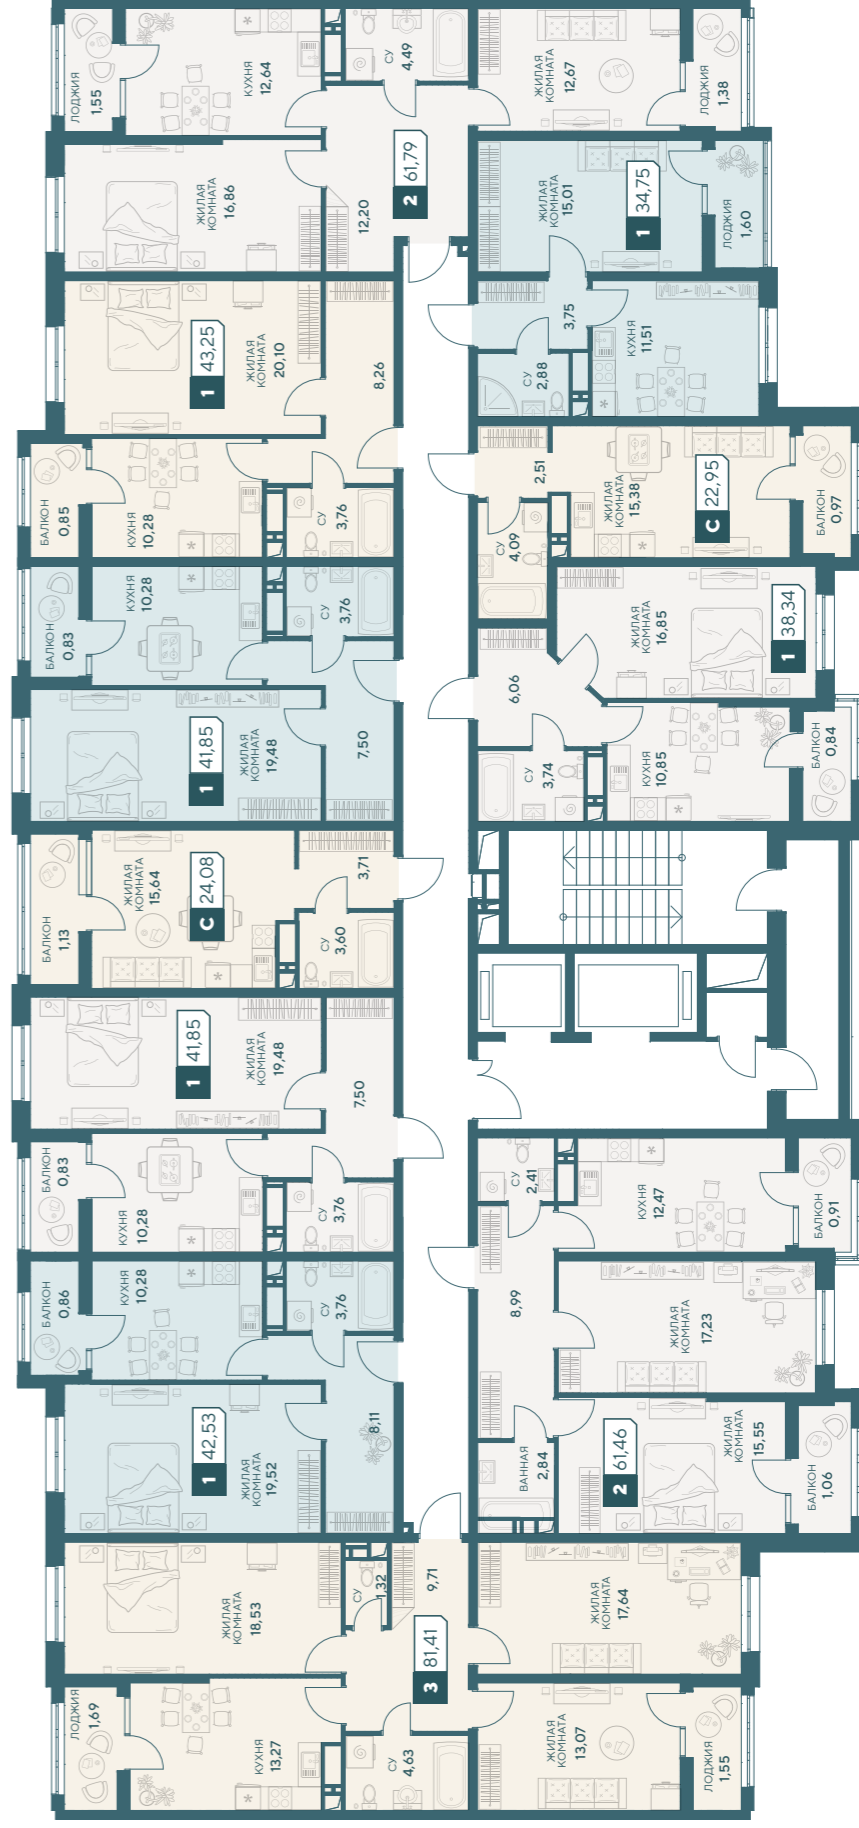 ЛОДЖИЯ
1,55
КУХНЯ
12,64
СУ
4,49
ЖИЛАЯ
КОМНАТА
12,67
ЛОДЖИЯ
1,38
ЖИЛАЯ
КОМНАТА
16,86
12,20
2
61,79
ЖИЛАЯ
КОМНАТА
15,01
1
34,75
ЛОДЖИЯ
1,60
1
43,25
ЖИЛАЯ
КОМНАТА
20,10
8,26
3,75
КУХНЯ
11,51
СУ
2,88
БАЛКОН
0,85
КУХНЯ
10,28
СУ
3,76
2,51
ЖИЛАЯ
КОМНАТА
15,38
С
22,95
БАЛКОН
0,97
СУ
4,09
БАЛКОН
0,83
КУХНЯ
10,28
СУ
3,76
ЖИЛАЯ
КОМНАТА
16,85
1
38,34
6,06
1
41,85
ЖИЛАЯ
КОМНАТА
19,48
7,50
СУ
3,74
КУХНЯ
10,85
БАЛКОН
0,84
БАЛКОН
1,13
ЖИЛАЯ
КОМНАТА
15,64
С
24,08
3,71
СУ
3,60
1
41,85
ЖИЛАЯ
КОМНАТА
19,48
7,50
БАЛКОН
0,83
КУХНЯ
10,28
СУ
3,76
СУ
2,41
КУХНЯ
12,47
БАЛКОН
0,91
БАЛКОН
0,86
КУХНЯ
10,28
СУ
3,76
8,99
ЖИЛАЯ
КОМНАТА
17,23
1
42,53
ЖИЛАЯ
КОМНАТА
19,52
8,11
ВАННАЯ
2,84
2
61,46
ЖИЛАЯ
КОМНАТА
15,55
БАЛКОН
1,06
ЖИЛАЯ
КОМНАТА
18,53
СУ
1,32
9,71
3
81,41
ЖИЛАЯ
КОМНАТА
17,64
ЛОДЖИЯ
1,69
КУХНЯ
13,27
СУ
4,63
ЖИЛАЯ
КОМНАТА
13,07
ЛОДЖИЯ
1,55